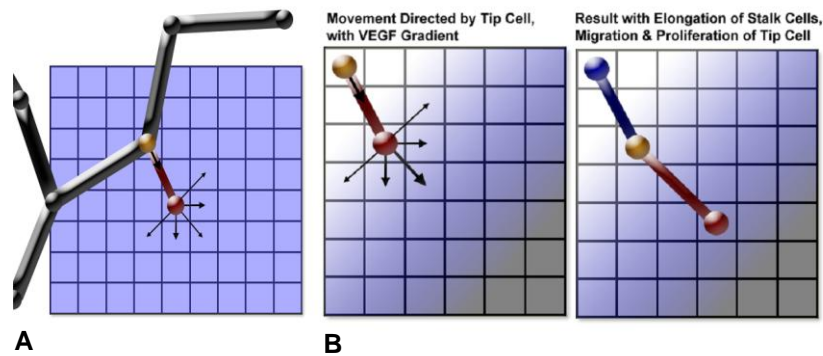 Movement Directed by Tip Cell,
with VEGF Gradient
Result with Elongation of Stalk Cells,
Migration & Proliferation of Tip Cell
A
B